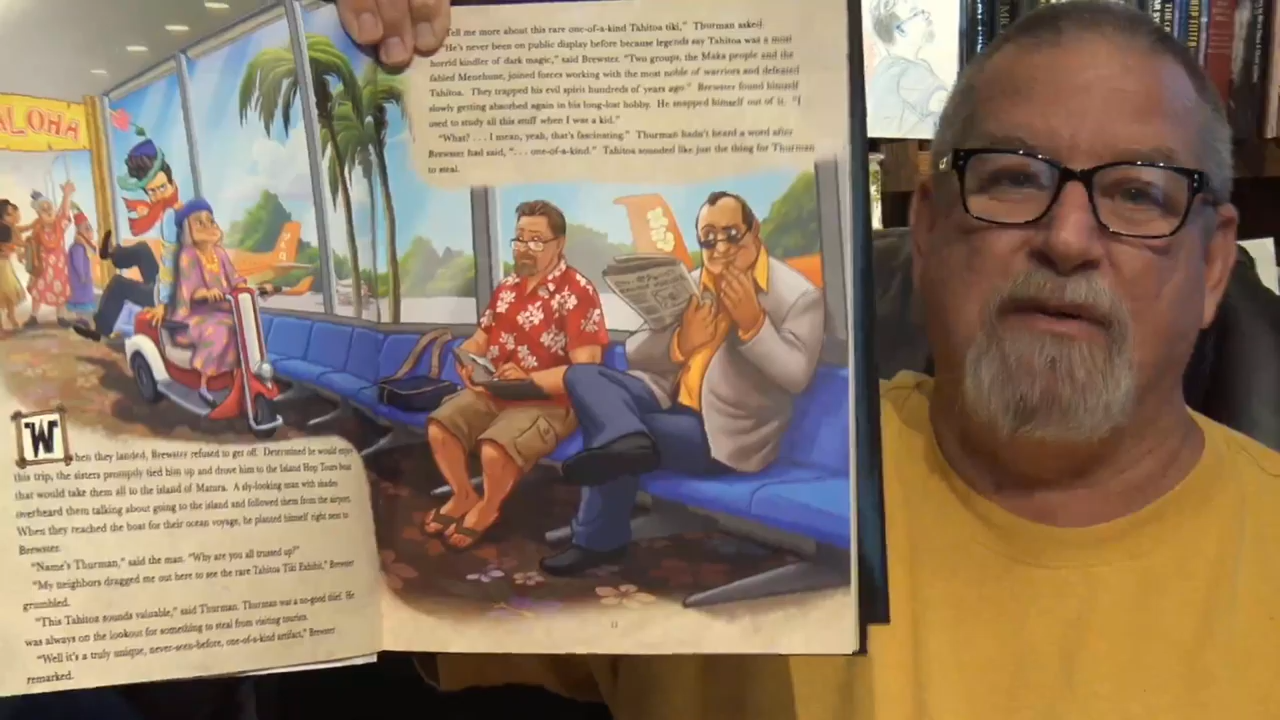 ALOHA
When they landed, Brewster refused to get off. Determined he would enjoy
this trip, the sisters promptly tied him up and drove him to the Island Hop Tours boat
that would take them all to the island of Matura. A sly-looking man with shades
overheard them talking about going to the island and followed them from the airport.
When they reached the boat for their ocean voyage, he planted himself right next to
Brewster.
"Name's Thurman," said the man. "Why are you all trussed up?"
"My neighbors dragged me out here to see the rare Tahitoa Tiki Exhibit," Brewster
grumbled.
"This Tahitoa sounds valuable," said Thurman. Thurman was a no-good thief. He
was always on the lookout for something to steal from visiting tourists.
"Well it's a truly unique, never-seen-before, one-of-a-kind artifact," Brewster
remarked.
Tell me more about this rare one-of-a-kind Tahitoa tiki," Thurman asked.
"He's never been on public display before because legends say Tahitoa was a most
horrid kindler of dark magic," said Brewster. "Two groups, the Maka people and the
fabled Menehune, joined forces working with the most noble of warriors and defeated
Tahitoa. They trapped his evil spirit hundreds of years ago." Brewster found himself
slowly getting absorbed again in his long-lost hobby. He snapped himself out of it. "I
used to study all this stuff when I was a kid."
"What? . . . I mean, yeah, that's fascinating." Thurman hadn't heard a word after
Brewster had said, ". . . one-of-a-kind." Tahitoa sounded like just the thing for Thurman
to steal.
11